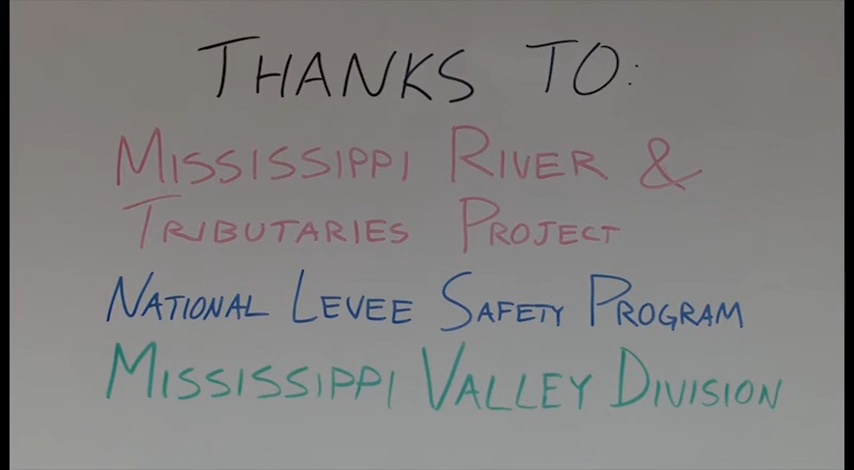 THANKS TO:
MISSISSIPPI RIVER &
TRIBUTARIES PROJECT
NATIONAL LEVEE SAFETY PROGRAM
MISSISSIPPI VALLEY DIVISION